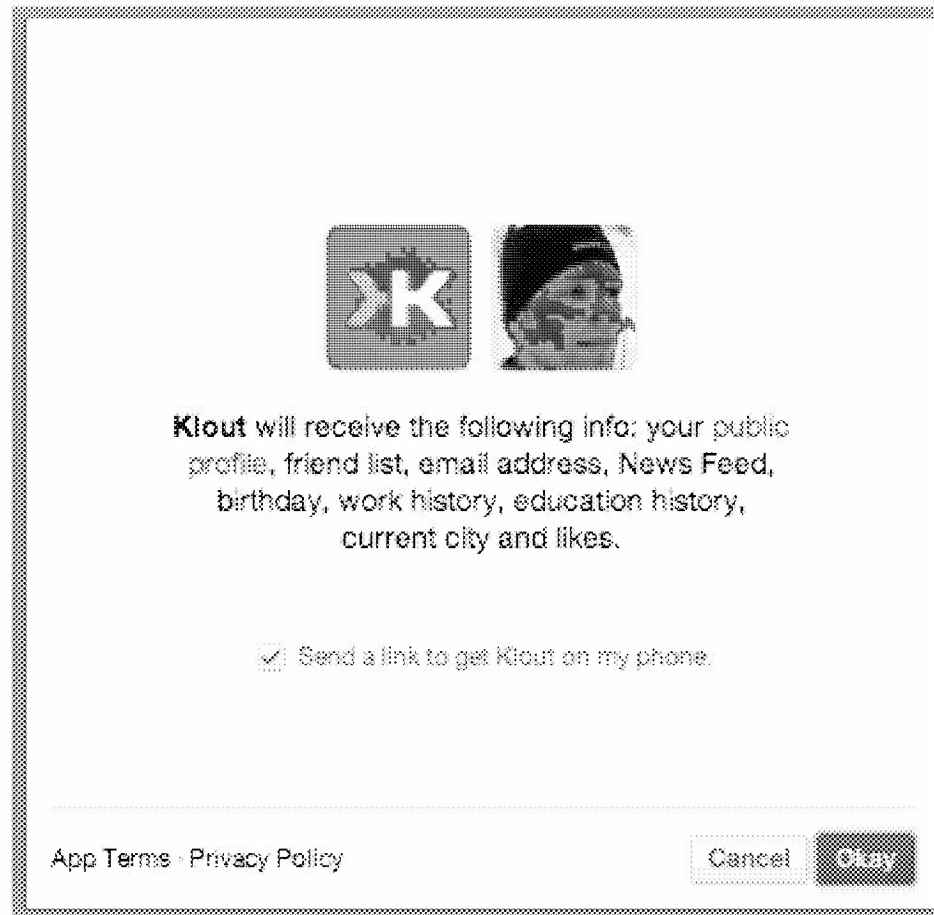 K
Klout will receive the following info: your public
profile, friend list, email address, News Feed,
birthday, work history, education history,
current city and likes.
Send a link to get Klout on my phone.
App Terms · Privacy Policy
Cancel
Okay